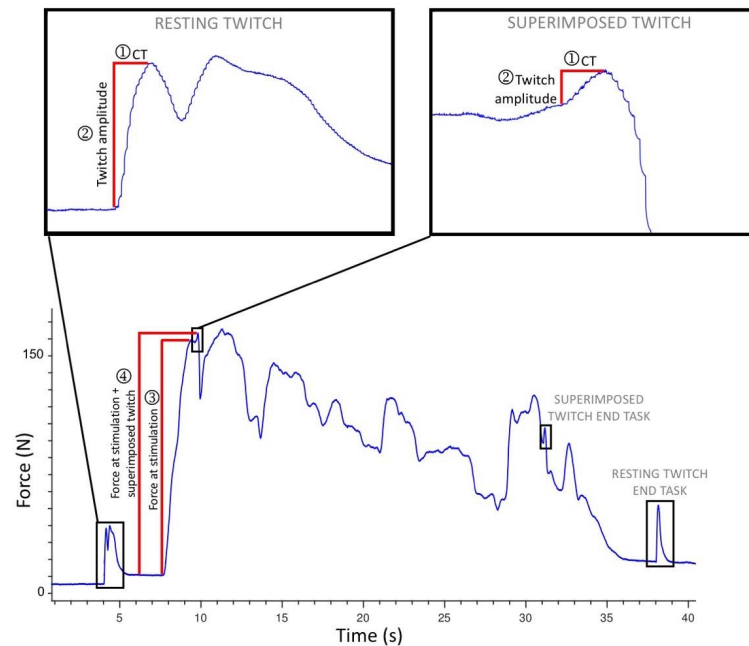 RESTING TWITCH
①CT
② Twitch amplitude
SUPERIMPOSED TWITCH
①CT
② Twitch
amplitude
150
0
Force (N)
④ Force at stimulation +
superimposed twitch
Force at stimulation ③
SUPERIMPOSED
TWITCH END TASK
RESTING TWITCH
END TASK
5 10 15 20 25 30 35 40
Time (s)